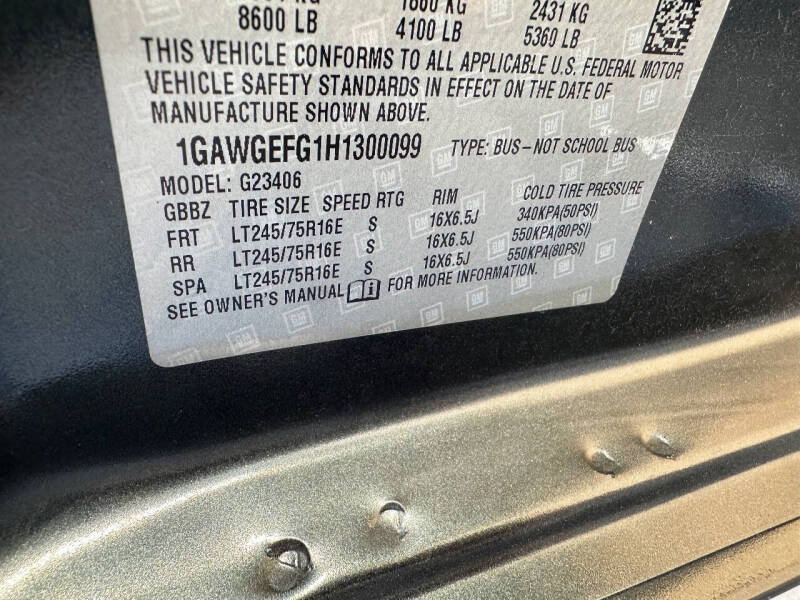 8600 LB 4100 LB 2431 KG
5360 LB
THIS VEHICLE CONFORMS TO ALL APPLICABLE U.S. FEDERAL MOTOR
VEHICLE SAFETY STANDARDS IN EFFECT ON THE DATE OF
MANUFACTURE SHOWN ABOVE.
1GAWGEFG1H1300099 TYPE: BUS-NOT SCHOOL BUS
MODEL: G23406
GBBZ TIRE SIZE SPEED RTG RIM COLD TIRE PRESSURE
FRT LT245/75R16E S 16X6.5J 340KPA(50PSI)
RR LT245/75R16E S 16X6.5J 550KPA(80PSI)
SPA LT245/75R16E S 16X6.5J 550KPA(80PSI)
SEE OWNER'S MANUAL FOR MORE INFORMATION.